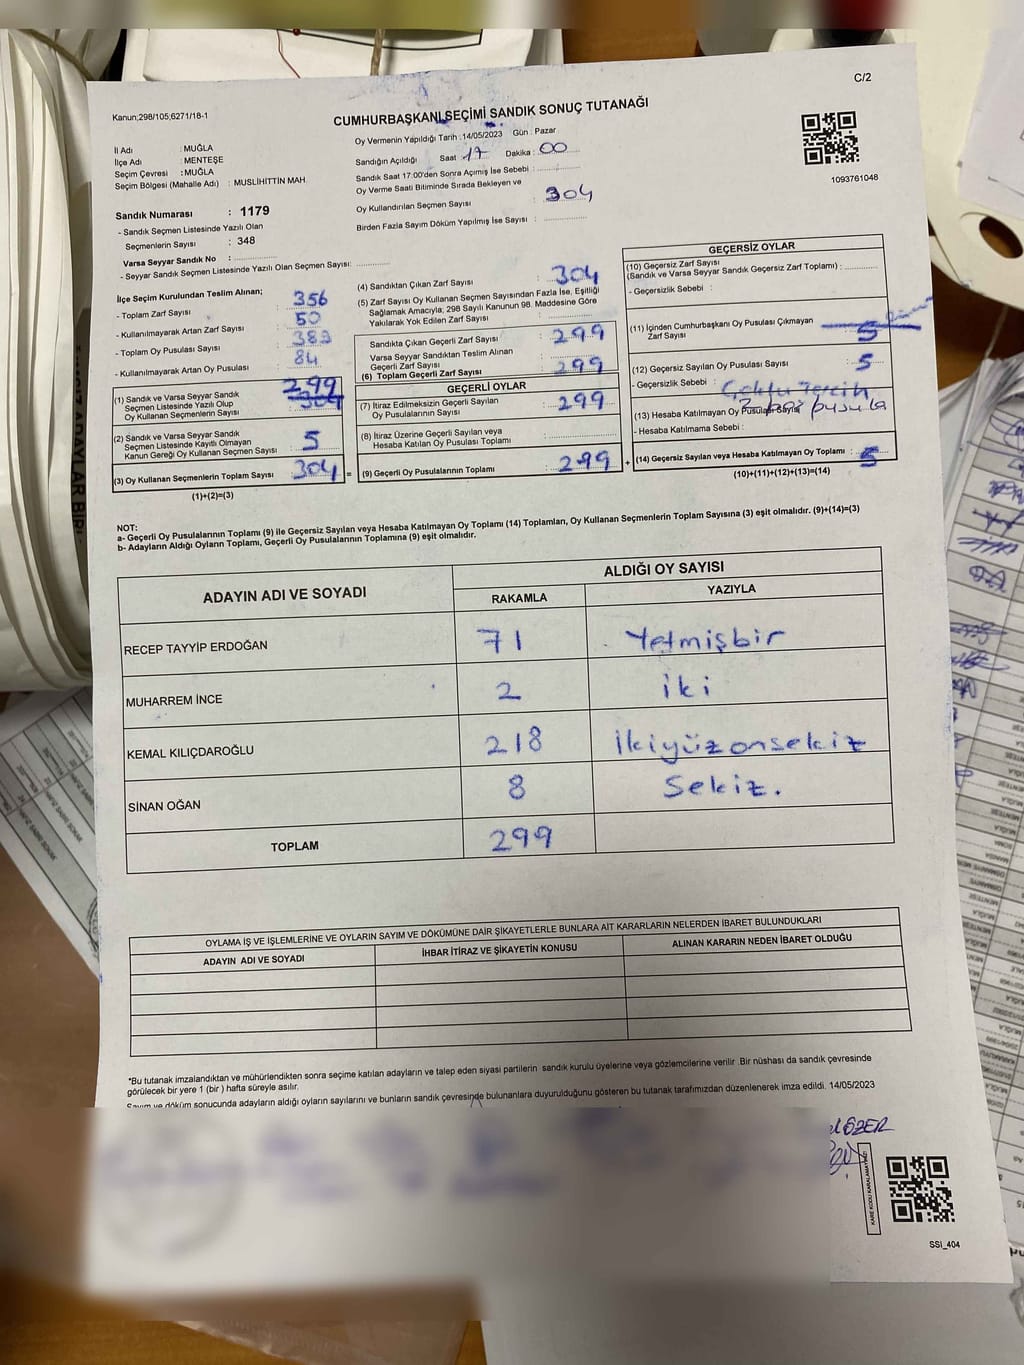 C/2
Kanun;298/105;6271/18-1
CUMHURBAŞKANI SEÇİMİ SANDIK SONUÇ TUTANAĞI
İl Adı : MUĞLA
İlçe Adı : MENTEŞE
Seçim Çevresi : MUĞLA
Seçim Bölgesi (Mahalle Adı) : MUSLİHİTTİN MAH.
Oy Vermenin Yapıldığı Tarih :14/05/2023 Gün : Pazar
Sandığın Açıldığı Saat : 17 Dakika : 00
Sandık Saat 17:00'den Sonra Açımış İse Sebebi :
Oy Verme Saati Bitiminde Sırada Bekleyen ve
Oy Kullandırılan Seçmen Sayısı : 304
Birden Fazla Sayım Döküm Yapılmış İse Sayısı :
1093761048
Sandık Numarası : 1179
- Sandık Seçmen Listesinde Yazılı Olan
Seçmenlerin Sayısı : 348
Varsa Seyyar Sandık No :
- Seyyar Sandık Seçmen Listesinde Yazılı Olan Seçmen Sayısı:
İlçe Seçim Kurulundan Teslim Alınan;
- Toplam Zarf Sayısı : 356
- Kullanılmayarak Artan Zarf Sayısı : 50
- Toplam Oy Pusulası Sayısı : 383
- Kullanılmayarak Artan Oy Pusulası : 84
(1) Sandık ve Varsa Seyyar Sandık
Seçmen Listesinde Yazılı Olup
Oy Kullanan Seçmenlerin Sayısı : 299
304
(2) Sandık ve Varsa Seyyar Sandık
Seçmen Listesinde Kayıtlı Olmayan
Kanun Gereği Oy Kullanan Seçmen Sayısı : 5
(3) Oy Kullanan Seçmenlerin Toplam Sayısı : 304 =
(1)+(2)=(3)
(4) Sandıktan Çıkan Zarf Sayısı : 304
(5) Zarf Sayısı Oy Kullanan Seçmen Sayısından Fazla İse, Eşitliği
Sağlamak Amacıyla; 298 Sayılı Kanunun 98. Maddesine Göre
Yakılarak Yok Edilen Zarf Sayısı :
Sandıkta Çıkan Geçerli Zarf Sayısı : 299
Varsa Seyyar Sandıktan Teslim Alınan
Geçerli Zarf Sayısı
(6) Toplam Geçerli Zarf Sayısı : 299
GEÇERLİ OYLAR
(7) İtiraz Edilmeksizin Geçerli Sayılan
Oy Pusulalarının Sayısı : 299
(8) İtiraz Üzerine Geçerli Sayılan veya
Hesaba Katılan Oy Pusulası Toplamı :
(9) Geçerli Oy Pusulalarının Toplamı : 299 +
GEÇERSİZ OYLAR
(10) Geçersiz Zarf Sayısı
(Sandık ve Varsa Seyyar Sandık Geçersiz Zarf Toplamı) :
- Geçersizlik Sebebi :
(11) İçinden Cumhurbaşkanı Oy Pusulası Çıkmayan
Zarf Sayısı : 5
(12) Geçersiz Sayılan Oy Pusulası Sayısı : 5
- Geçersizlik Sebebi : Çoklu tercih
(13) Hesaba Katılmayan Oy Pusulası Sayısı pusula
- Hesaba Katılmama Sebebi :
(14) Geçersiz Sayılan veya Hesaba Katılmayan Oy Toplamı : 5
(10)+(11)+(12)+(13)=(14)
NOT:
a- Geçerli Oy Pusulalarının Toplamı (9) ile Geçersiz Sayılan veya Hesaba Katılmayan Oy Toplamı (14) Toplamları, Oy Kullanan Seçmenlerin Toplam Sayısına (3) eşit olmalıdır. (9)+(14)=(3)
b- Adayların Aldığı Oyların Toplamı, Geçerli Oy Pusulalarının Toplamına (9) eşit olmalıdır.
ADAYIN ADI VE SOYADI
ALDIĞI OY SAYISI
RAKAMLA YAZIYLA
RECEP TAYYİP ERDOĞAN 71 Yetmişbir
MUHARREM İNCE 2 iki
KEMAL KILIÇDAROĞLU 218 İkiyüzonsekiz
SİNAN OĞAN 8 Sekiz.
TOPLAM 299
OYLAMA İŞ VE İŞLEMLERİNE VE OYLARIN SAYIM VE DÖKÜMÜNE DAİR ŞİKAYETLERLE BUNLARA AİT KARARLARIN NELERDEN İBARET BULUNDUKLARI
ADAYIN ADI VE SOYADI İHBAR İTİRAZ VE ŞİKAYETİN KONUSU ALINAN KARARIN NEDEN İBARET OLDUĞU
*Bu tutanak imzalandıktan ve mühürlendikten sonra seçime katılan adayların ve talep eden siyasi partilerin sandık kurulu üyelerine veya gözlemcilerine verilir .Bir nüshası da sandık çevresinde
görülecek bir yere 1 (bir ) hafta süreyle asılır.
Sayım ve döküm sonucunda adayların aldığı oyların sayılarını ve bunların sandık çevresinde bulunanlara duyurulduğunu gösteren bu tutanak tarafımızdan düzenlenerek imza edildi. 14/05/2023
ÖZER
KARE KODU KARALAMAYINIZ!
SSI_404